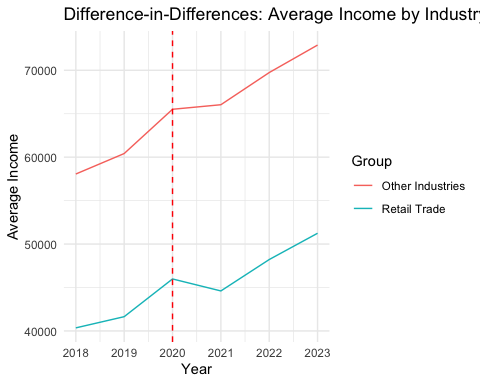 Difference-in-Differences: Average Income by Industry
70000
60000
50000
40000
Average Income
2018 2019 2020 2021 2022 2023
Year
Group
Other Industries
Retail Trade